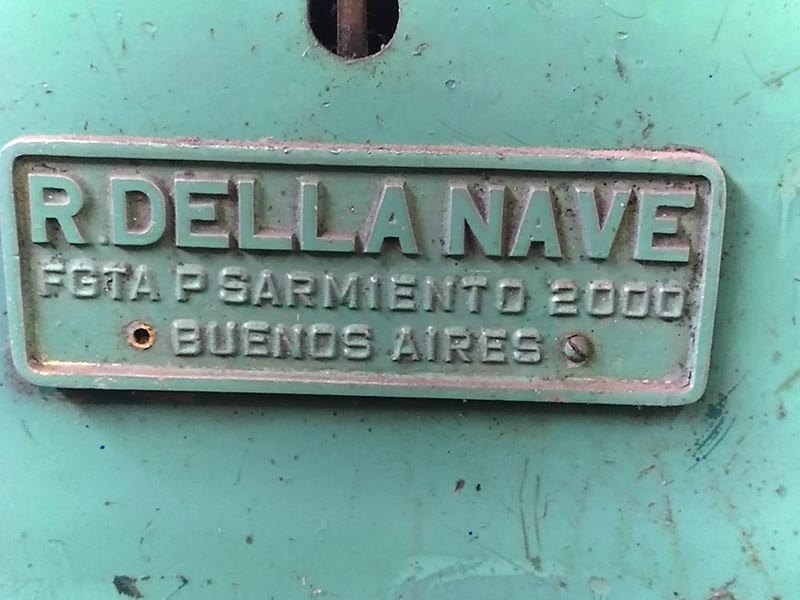 R. DELLA NAVE
FGTA P SARMIENTO 2000
BUENOS AIRES